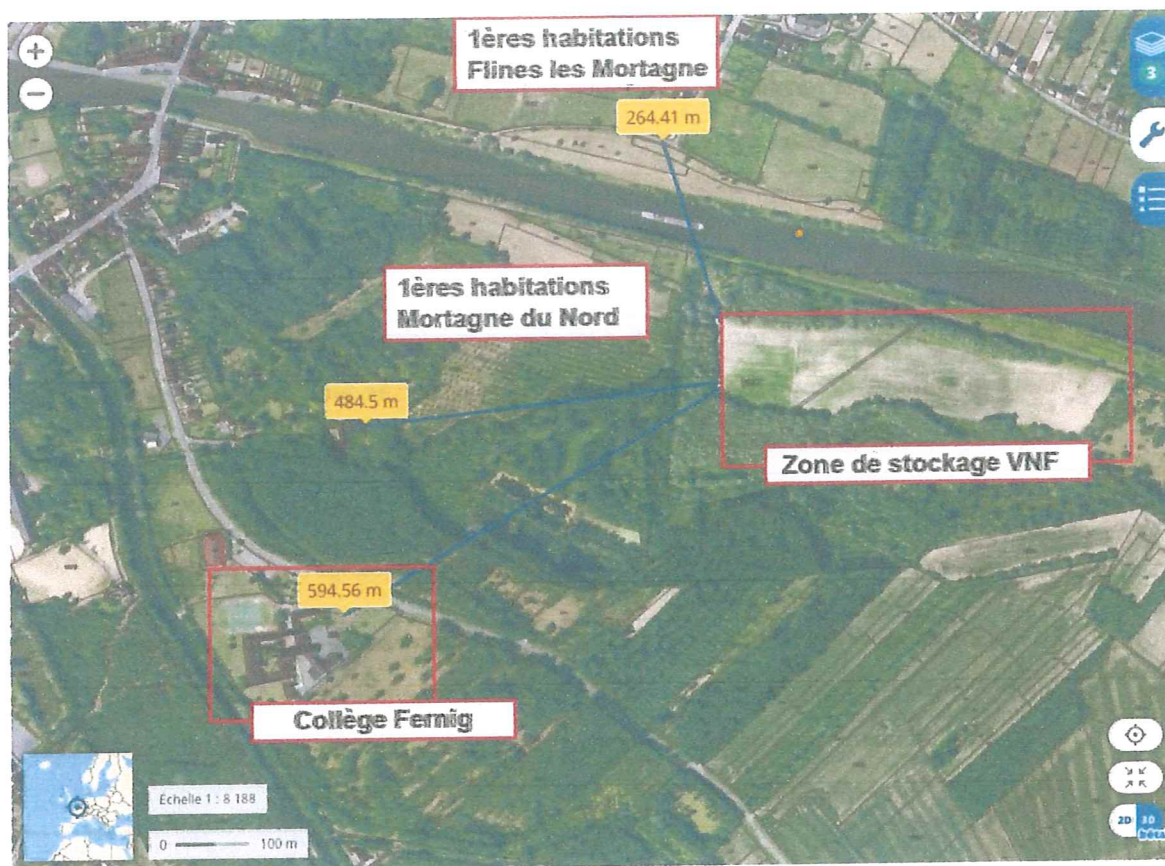 1ères habitations
Flines les Mortagne
264.41 m
3
1ères habitations
Mortagne du Nord
484.5 m
Zone de stockage VNF
594.56 m
Collège Fernig
Échelle 1 : 8 188
0 100 m
2D 3D
bêta